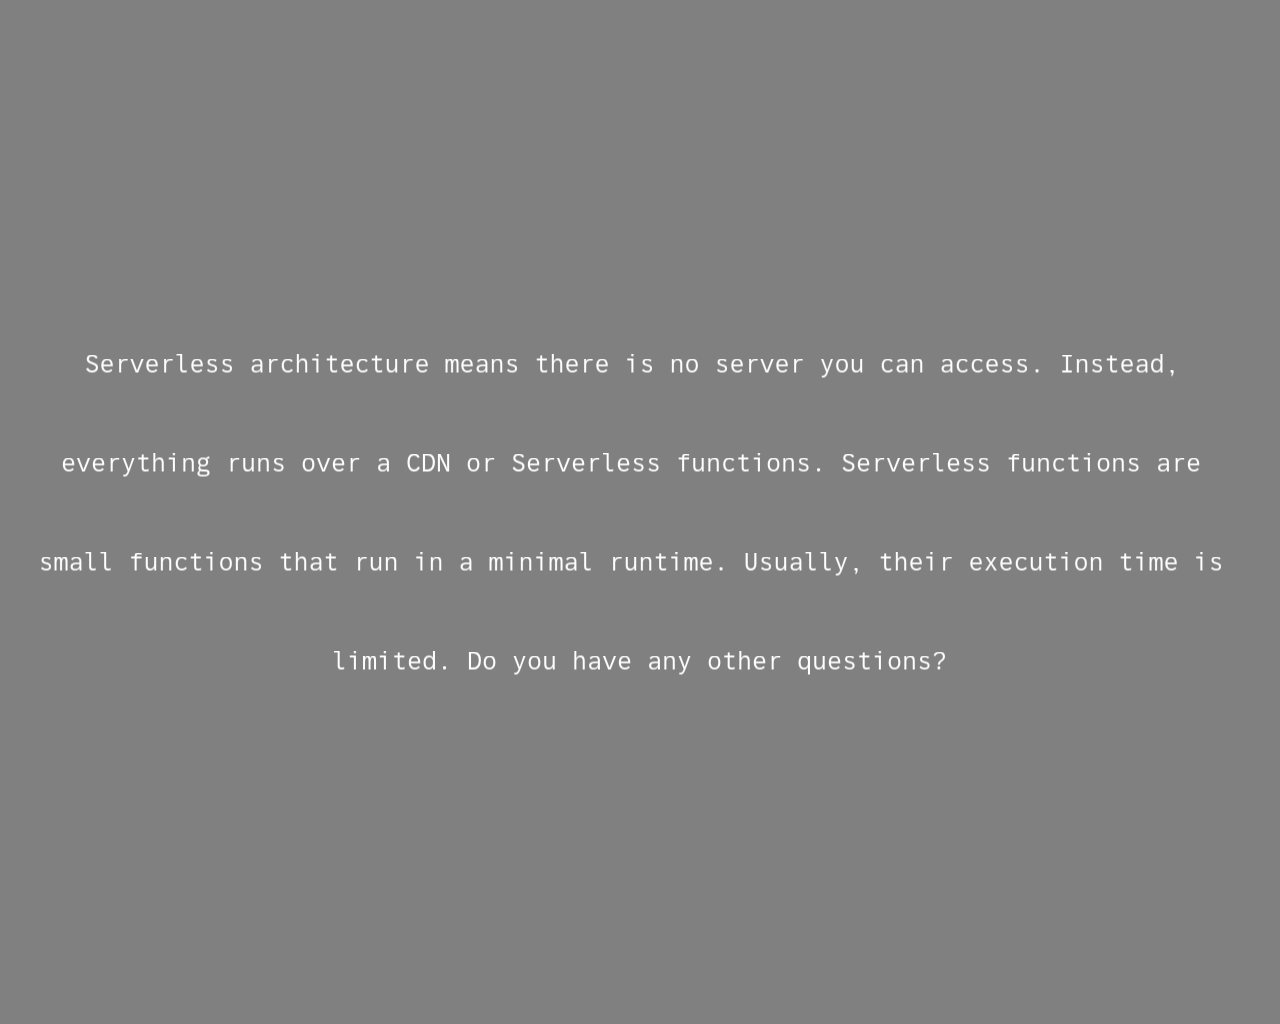 Serverless architecture means there is no server you can access. Instead,
everything runs over a CDN or Serverless functions. Serverless functions are
small functions that run in a minimal runtime. Usually, their execution time is
limited. Do you have any other questions?